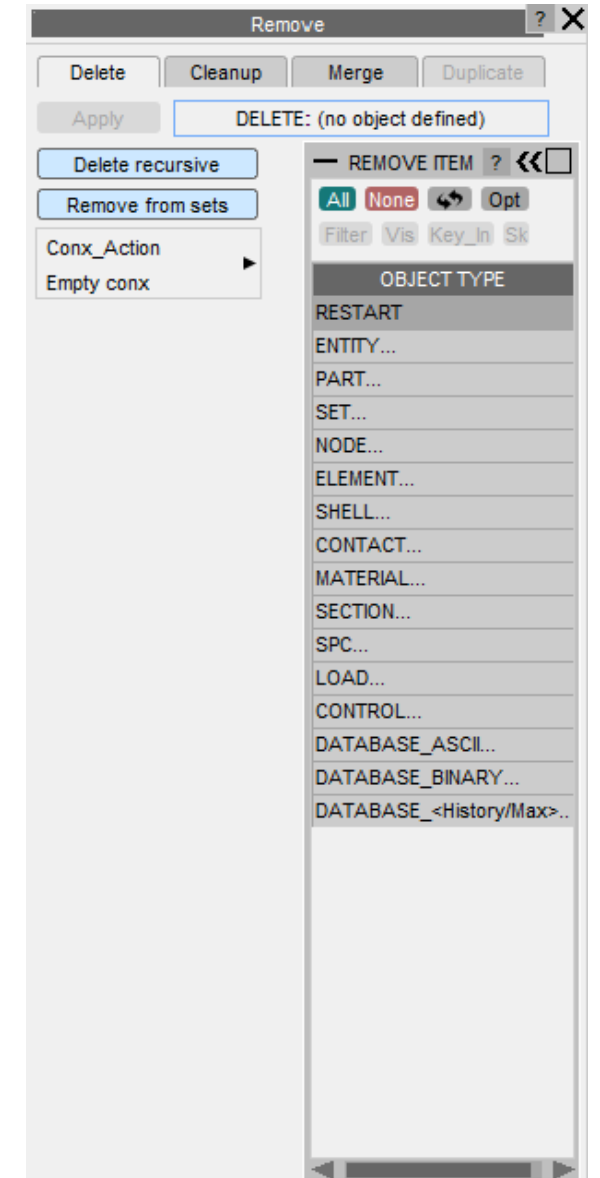 Remove ?
Delete Cleanup Merge Duplicate
Apply DELETE: (no object defined)
Delete recursive
Remove from sets
Conx_Action
Empty conx
REMOVE ITEM ?
All None Opt
Filter Vis Key_In Sk
OBJECT TYPE
RESTART
ENTITY...
PART...
SET...
NODE...
ELEMENT...
SHELL...
CONTACT...
MATERIAL...
SECTION...
SPC...
LOAD...
CONTROL...
DATABASE_ASCII...
DATABASE_BINARY...
DATABASE_<History/Max>..